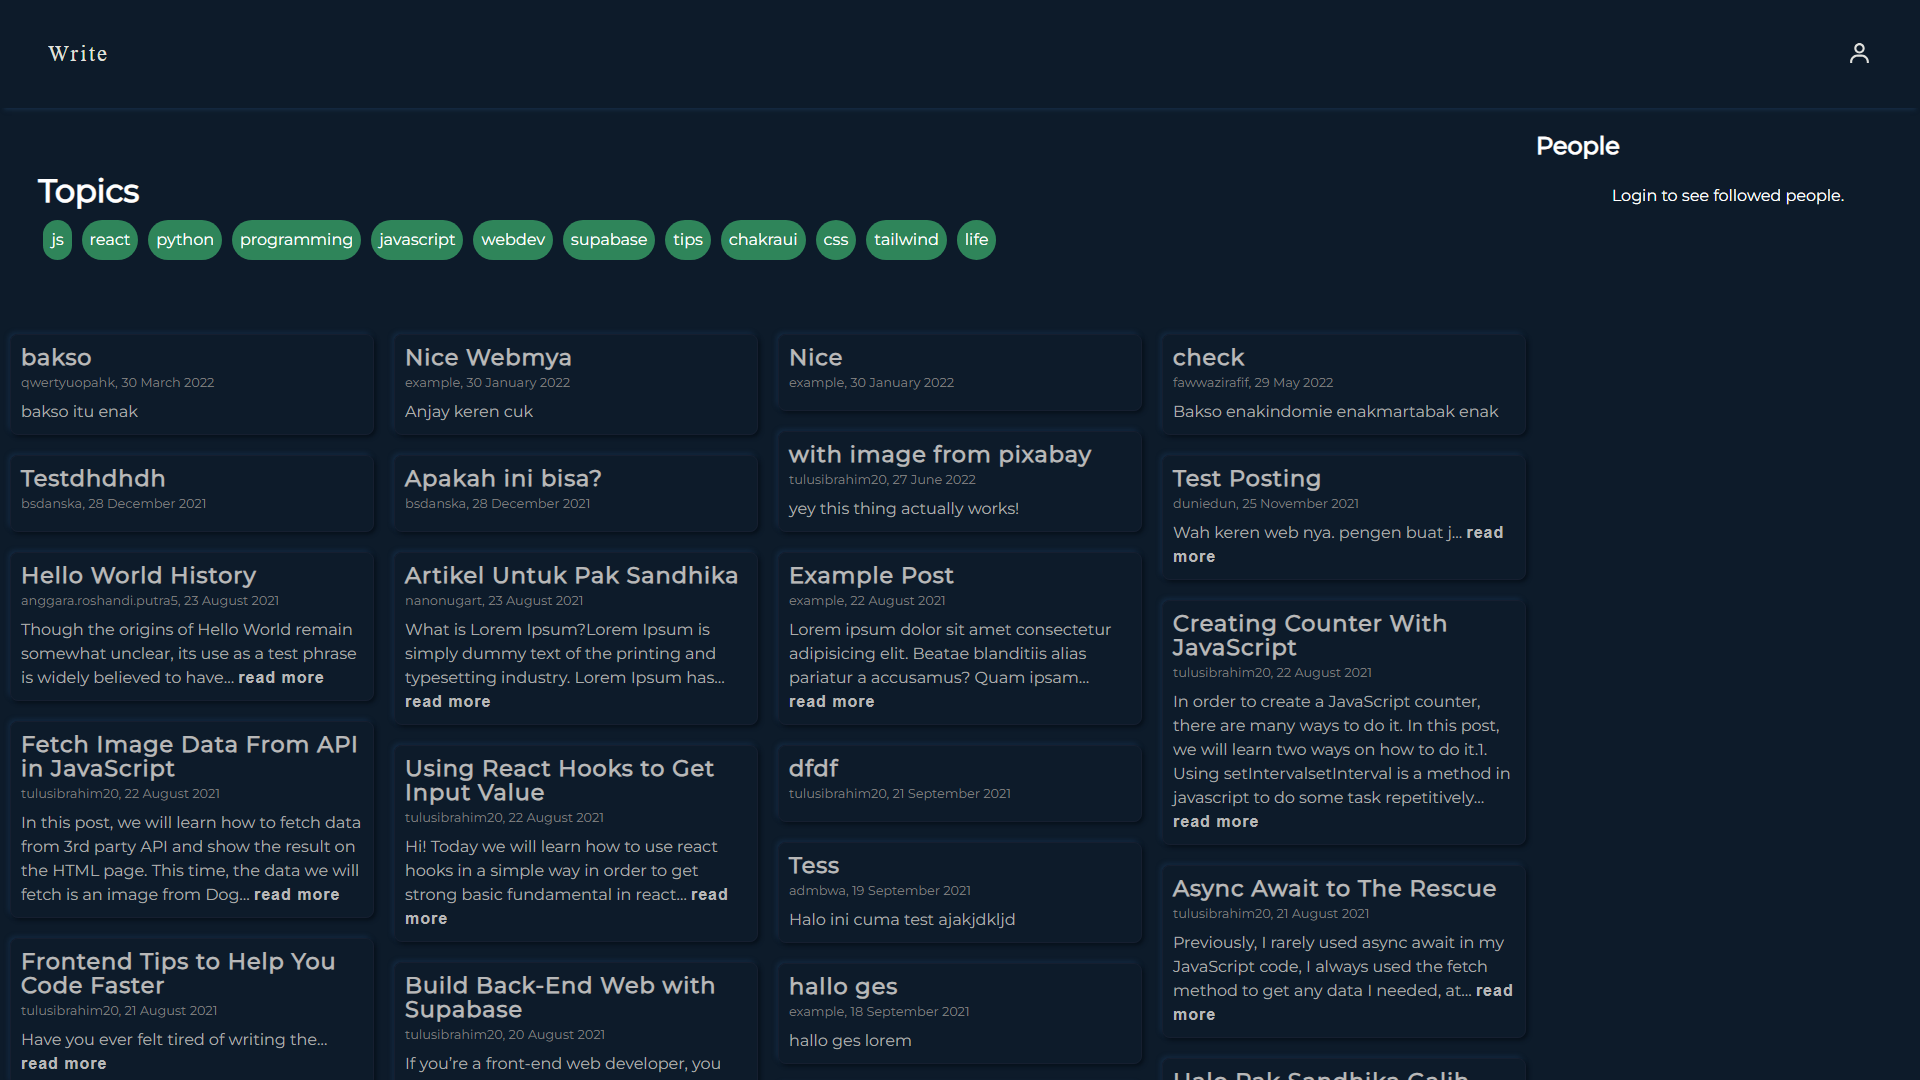 Write
Topics
js react python programming javascript webdev supabase tips chakraui css tailwind life
People
Login to see followed people.
bakso
qwertyuopahk, 30 March 2022
bakso itu enak
Testdhdhdh
bsdanska, 28 December 2021
Hello World History
anggara.roshandi.putra5, 23 August 2021
Though the origins of Hello World remain
somewhat unclear, its use as a test phrase
is widely believed to have... read more
Fetch Image Data From API
in JavaScript
tulusibrahim20, 22 August 2021
In this post, we will learn how to fetch data
from 3rd party API and show the result on
the HTML page. This time, the data we will
fetch is an image from Dog... read more
Frontend Tips to Help You
Code Faster
tulusibrahim20, 21 August 2021
Have you ever felt tired of writing the...
read more
Nice Webmya
example, 30 January 2022
Anjay keren cuk
Apakah ini bisa?
bsdanska, 28 December 2021
Artikel Untuk Pak Sandhika
nanonugart, 23 August 2021
What is Lorem Ipsum?Lorem Ipsum is
simply dummy text of the printing and
typesetting industry. Lorem Ipsum has...
read more
Using React Hooks to Get
Input Value
tulusibrahim20, 22 August 2021
Hi! Today we will learn how to use react
hooks in a simple way in order to get
strong basic fundamental in react... read
more
Build Back-End Web with
Supabase
tulusibrahim20, 20 August 2021
If you’re a front-end web developer, you
Nice
example, 30 January 2022
with image from pixabay
tulusibrahim20, 27 June 2022
yey this thing actually works!
Example Post
example, 22 August 2021
Lorem ipsum dolor sit amet consectetur
adipisicing elit. Beatae blanditiis alias
pariatur a accusamus? Quam ipsam...
read more
dfdf
tulusibrahim20, 21 September 2021
Tess
admbwa, 19 September 2021
Halo ini cuma test ajakjdkljd
hallo ges
example, 18 September 2021
hallo ges lorem
check
fawwazirafif, 29 May 2022
Bakso enakindomie enakmartabak enak
Test Posting
duniedun, 25 November 2021
Wah keren web nya. pengen buat j... read
more
Creating Counter With
JavaScript
tulusibrahim20, 22 August 2021
In order to create a JavaScript counter,
there are many ways to do it. In this post,
we will learn two ways on how to do it.1.
Using setIntervalsetInterval is a method in
javascript to do some task repetitively...
read more
Async Await to The Rescue
tulusibrahim20, 21 August 2021
Previously, I rarely used async await in my
JavaScript code, I always used the fetch
method to get any data I needed, at... read
more
Halo Pak Sandhika Galih